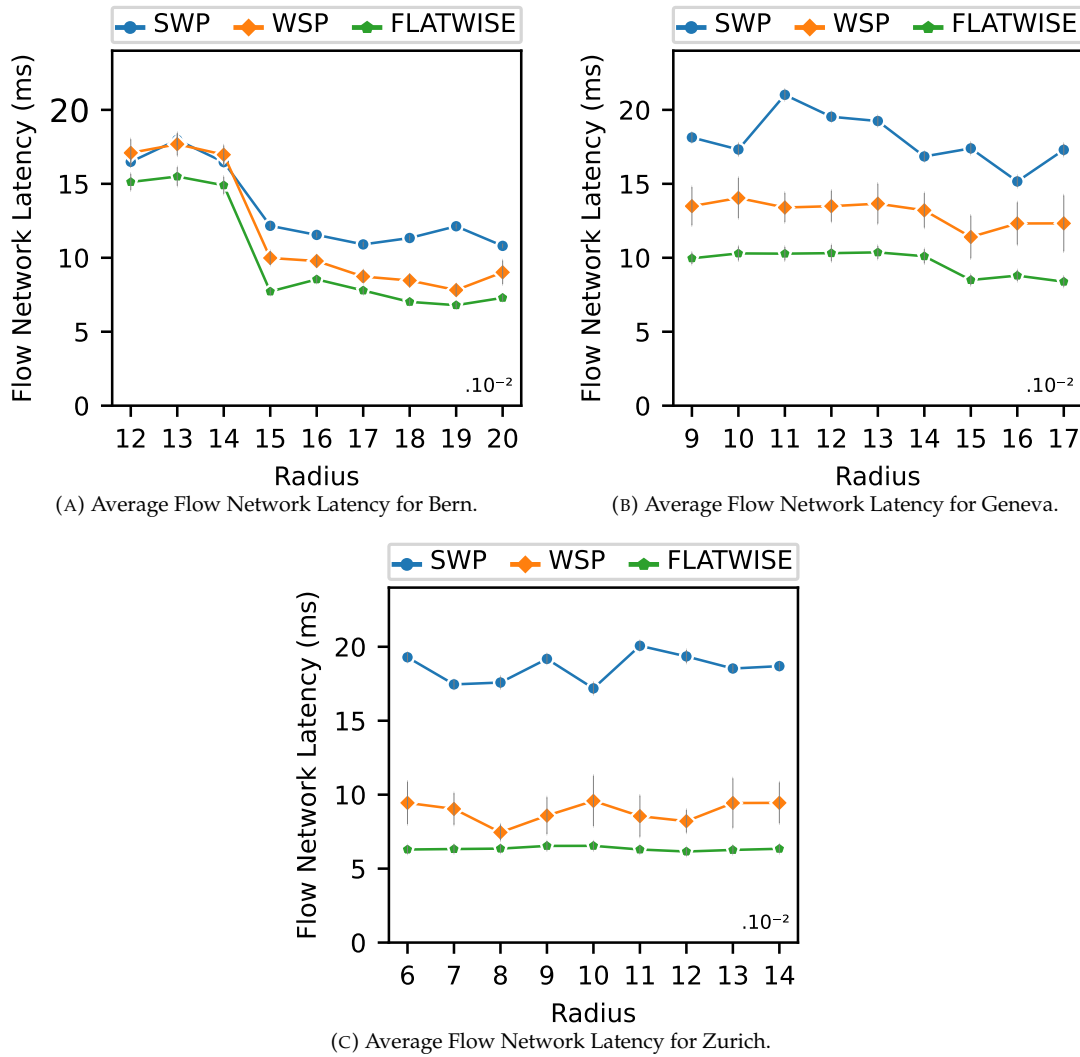 SWP WSP FLATWISE
Flow Network Latency (ms)
20
15
10
5
0
.10⁻²
12 13 14 15 16 17 18 19 20
Radius
(A) Average Flow Network Latency for Bern.
SWP WSP FLATWISE
Flow Network Latency (ms)
20
15
10
5
0
.10⁻²
9 10 11 12 13 14 15 16 17
Radius
(B) Average Flow Network Latency for Geneva.
SWP WSP FLATWISE
Flow Network Latency (ms)
20
15
10
5
0
.10⁻²
6 7 8 9 10 11 12 13 14
Radius
(C) Average Flow Network Latency for Zurich.